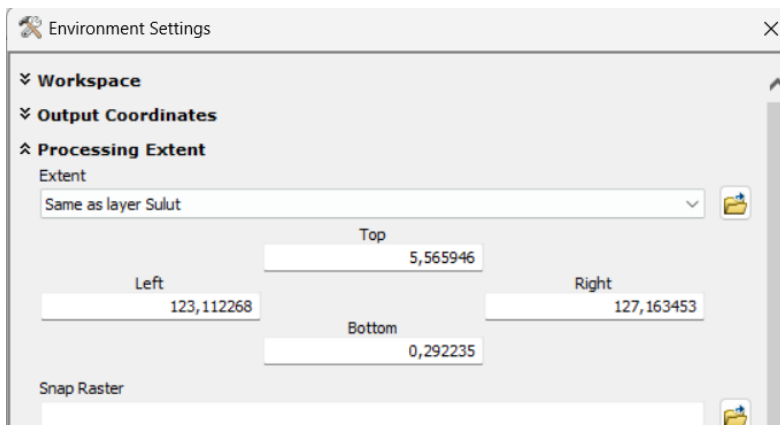 Environment Settings
Workspace
Output Coordinates
Processing Extent
Extent
Same as layer Sulut
Top
5,565946
Left
Right
123,112268
127,163453
Bottom
0,292235
Snap Raster